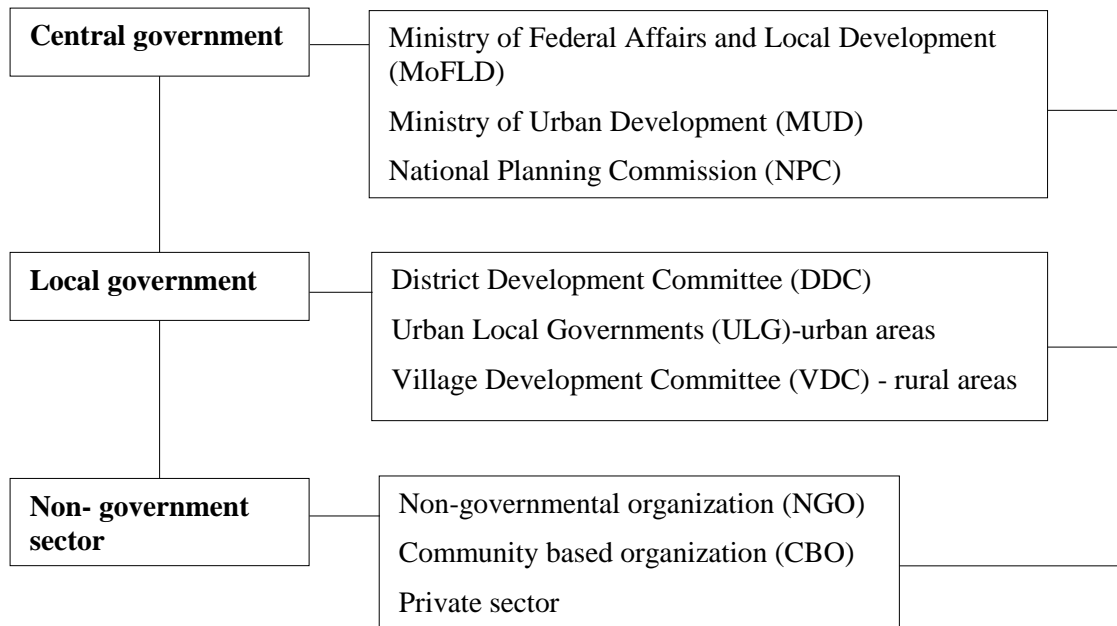 Central government
Ministry of Federal Affairs and Local Development
(MoFLD)
Ministry of Urban Development (MUD)
National Planning Commission (NPC)
Local government
District Development Committee (DDC)
Urban Local Governments (ULG)-urban areas
Village Development Committee (VDC) - rural areas
Non- government
sector
Non-governmental organization (NGO)
Community based organization (CBO)
Private sector